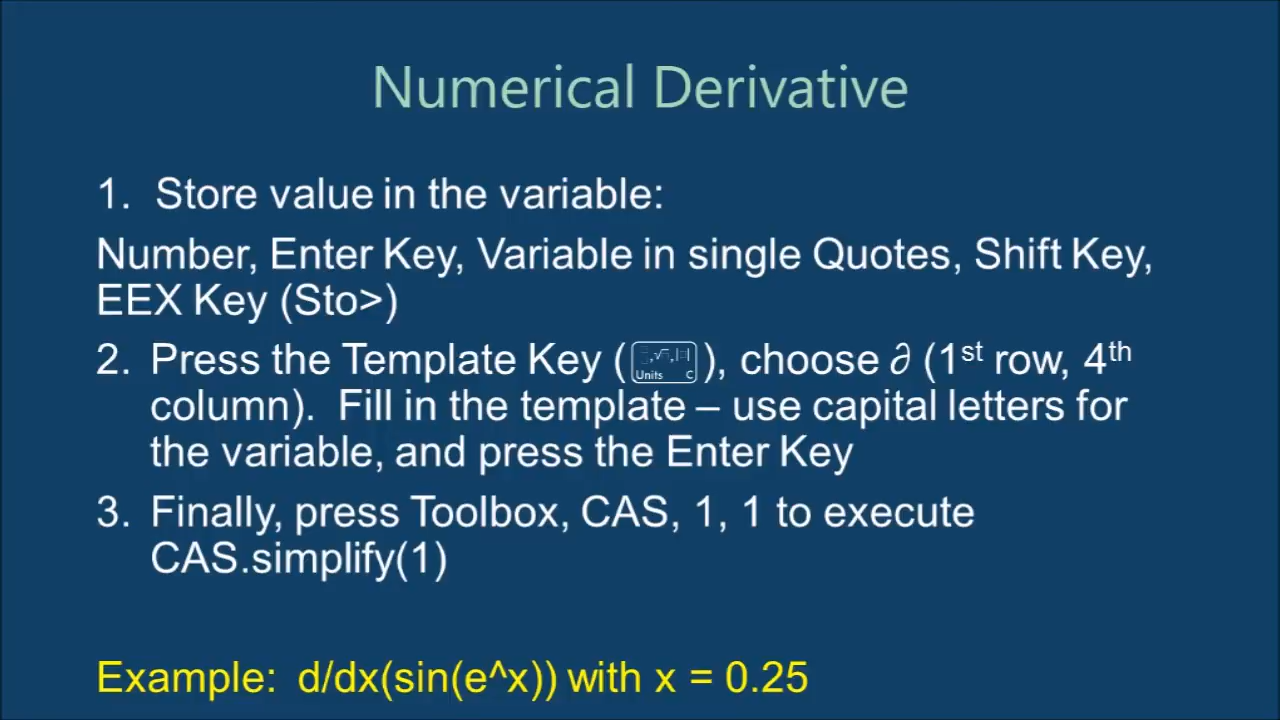 Numerical Derivative
1. Store value in the variable:
Number, Enter Key, Variable in single Quotes, Shift Key,
EEX Key (Sto>)
2. Press the Template Key (,√,|□| Units C), choose ∂ (1st row, 4th
column). Fill in the template – use capital letters for
the variable, and press the Enter Key
3. Finally, press Toolbox, CAS, 1, 1 to execute
CAS.simplify(1)
Example: d/dx(sin(e^x)) with x = 0.25